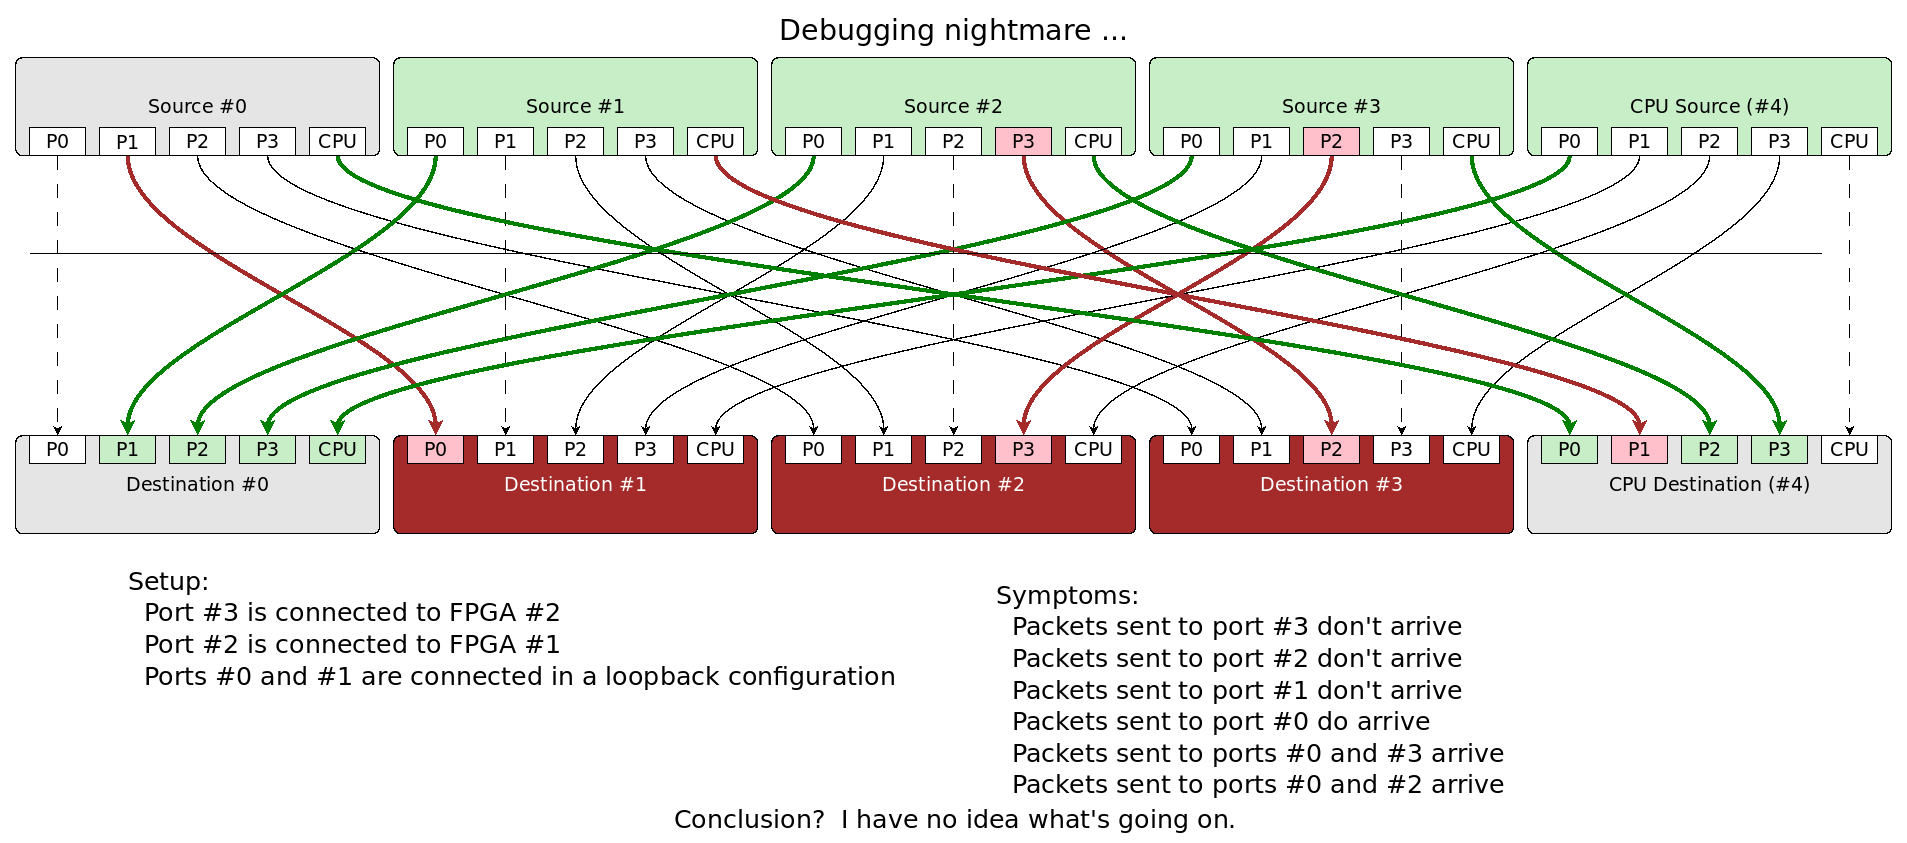 Debugging nightmare ...
Source #0 Source #1 Source #2 Source #3 CPU Source (#4)
P0 P1 P2 P3 CPU P0 P1 P2 P3 CPU P0 P1 P2 P3 CPU P0 P1 P2 P3 CPU P0 P1 P2 P3 CPU
P0 P1 P2 P3 CPU P0 P1 P2 P3 CPU P0 P1 P2 P3 CPU P0 P1 P2 P3 CPU P0 P1 P2 P3 CPU
Destination #0 Destination #1 Destination #2 Destination #3 CPU Destination (#4)
Setup:
Port #3 is connected to FPGA #2
Port #2 is connected to FPGA #1
Ports #0 and #1 are connected in a loopback configuration
Symptoms:
Packets sent to port #3 don't arrive
Packets sent to port #2 don't arrive
Packets sent to port #1 don't arrive
Packets sent to port #0 do arrive
Packets sent to ports #0 and #3 arrive
Packets sent to ports #0 and #2 arrive
Conclusion?  I have no idea what's going on.